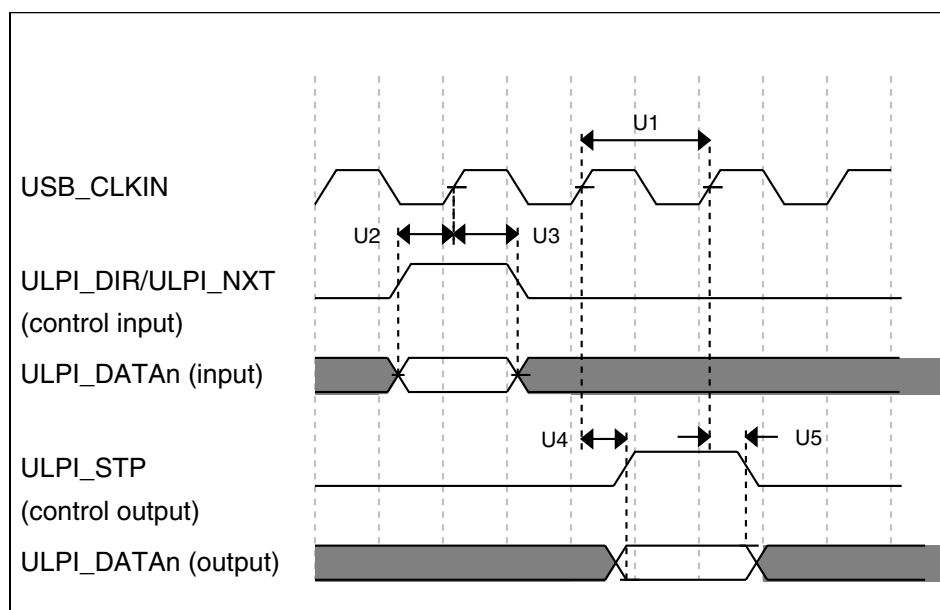 U1
USB_CLKIN
U2
U3
ULPI_DIR/ULPI_NXT
(control input)
ULPI_DATAn (input)
U4
U5
ULPI_STP
(control output)
ULPI_DATAn (output)